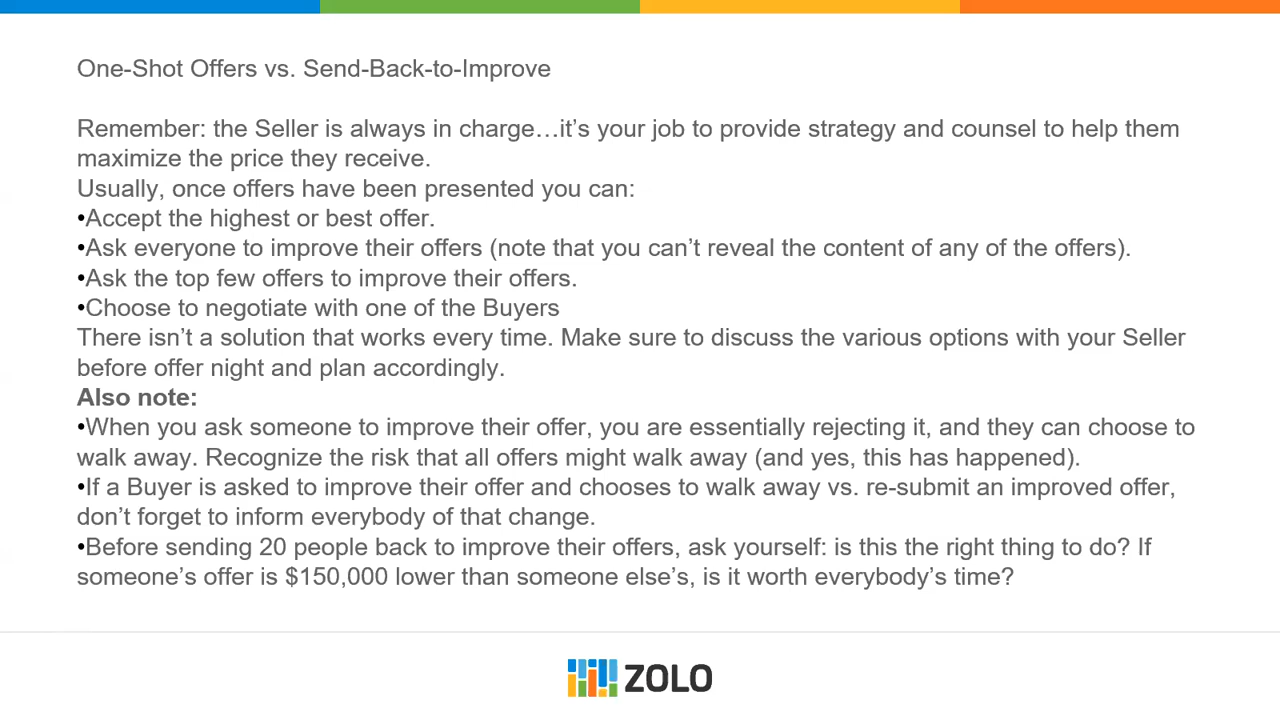 One-Shot Offers vs. Send-Back-to-Improve
Remember: the Seller is always in charge…it’s your job to provide strategy and counsel to help them
maximize the price they receive.
Usually, once offers have been presented you can:
•Accept the highest or best offer.
•Ask everyone to improve their offers (note that you can’t reveal the content of any of the offers).
•Ask the top few offers to improve their offers.
•Choose to negotiate with one of the Buyers
There isn’t a solution that works every time. Make sure to discuss the various options with your Seller
before offer night and plan accordingly.
Also note:
•When you ask someone to improve their offer, you are essentially rejecting it, and they can choose to
walk away. Recognize the risk that all offers might walk away (and yes, this has happened).
•If a Buyer is asked to improve their offer and chooses to walk away vs. re-submit an improved offer,
don’t forget to inform everybody of that change.
•Before sending 20 people back to improve their offers, ask yourself: is this the right thing to do? If
someone’s offer is $150,000 lower than someone else’s, is it worth everybody’s time?
ZOLO